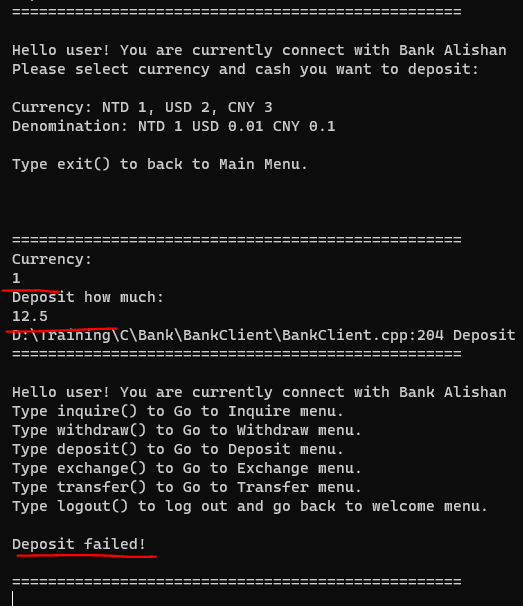 ==================================================
Hello user! You are currently connect with Bank Alishan
Please select currency and cash you want to deposit:
Currency: NTD 1, USD 2, CNY 3
Denomination: NTD 1 USD 0.01 CNY 0.1
Type exit() to back to Main Menu.
==================================================
Currency:
1
Deposit how much:
12.5
D:\Training\C\Bank\BankClient\BankClient.cpp:204 Deposit
==================================================
Hello user! You are currently connect with Bank Alishan
Type inquire() to Go to Inquire menu.
Type withdraw() to Go to Withdraw menu.
Type deposit() to Go to Deposit menu.
Type exchange() to Go to Exchange menu.
Type transfer() to Go to Transfer menu.
Type logout() to log out and go back to welcome menu.
Deposit failed!
==================================================